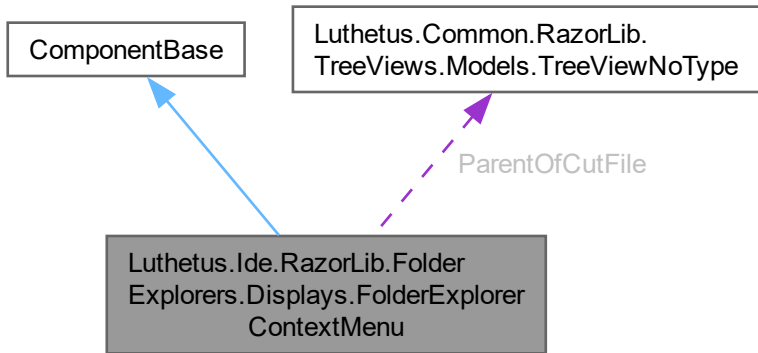 ComponentBase
Luthetus.Common.RazorLib.
TreeViews.Models.TreeViewNoType
ParentOfCutFile
Luthetus.Ide.RazorLib.Folder
Explorers.Displays.FolderExplorer
ContextMenu